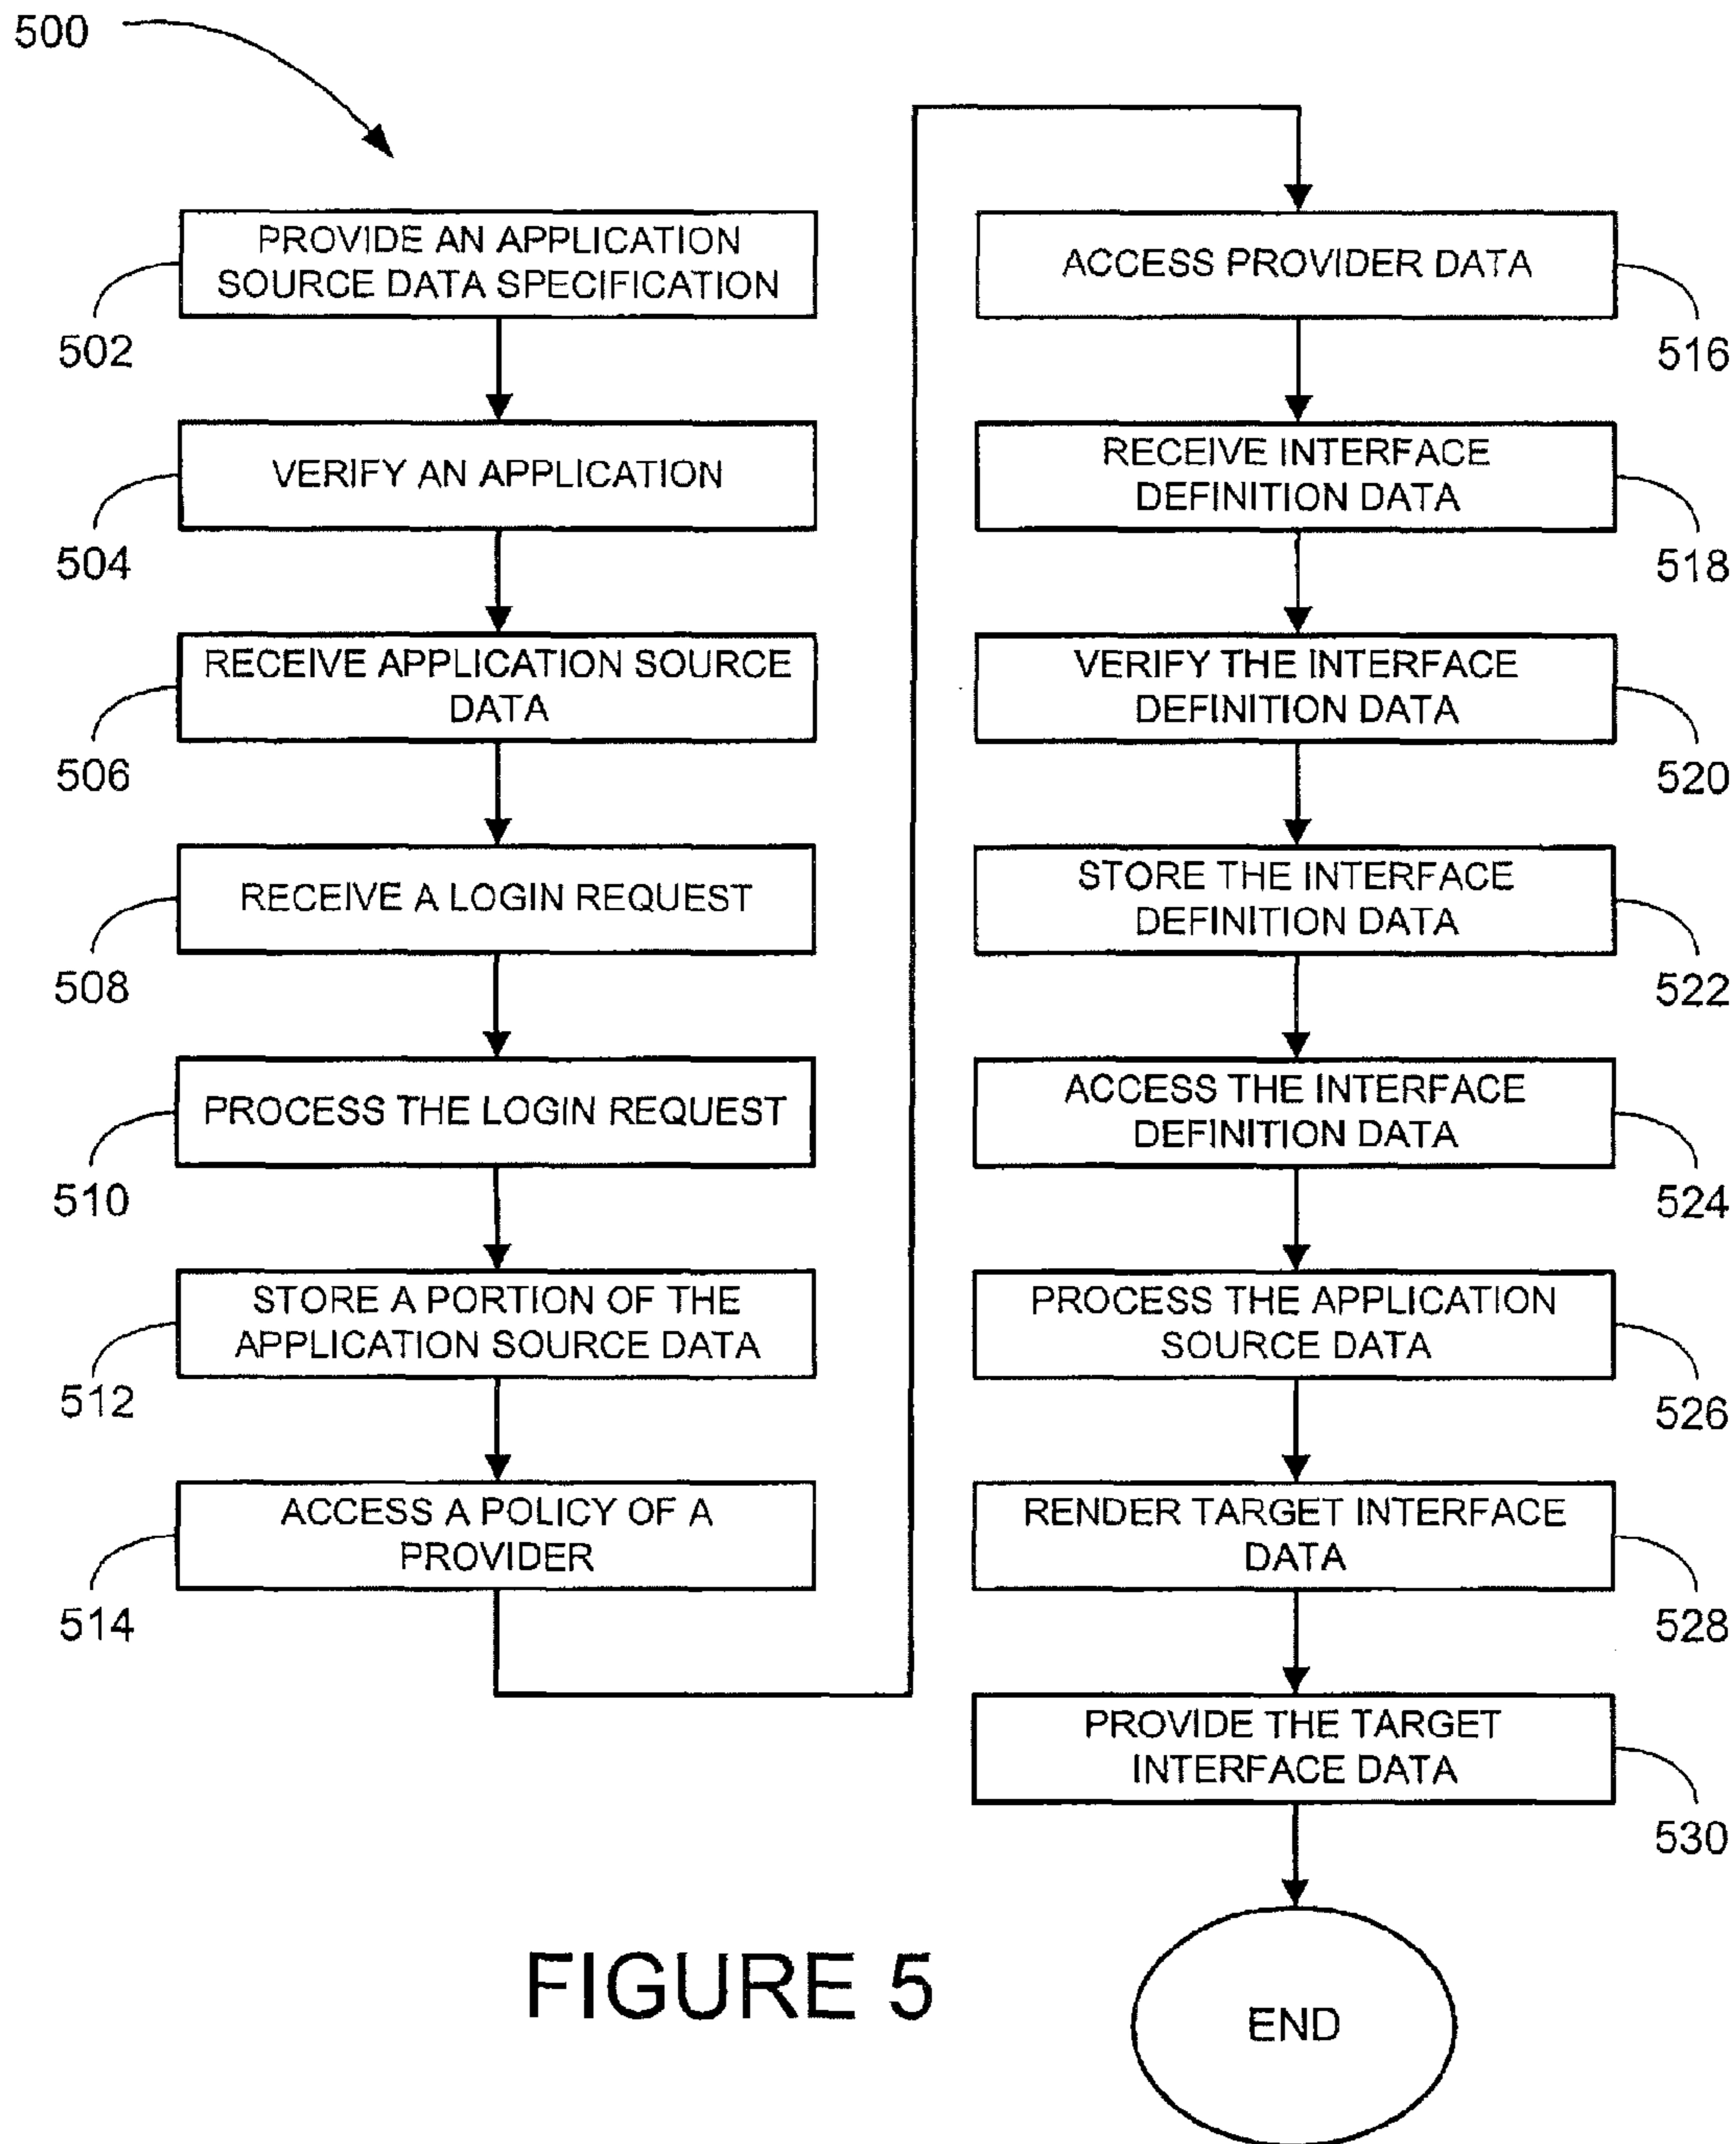 500
PROVIDE AN APPLICATION
SOURCE DATA SPECIFICATION
502
VERIFY AN APPLICATION
504
RECEIVE APPLICATION SOURCE
DATA
506
RECEIVE A LOGIN REQUEST
508
PROCESS THE LOGIN REQUEST
510
STORE A PORTION OF THE
APPLICATION SOURCE DATA
512
ACCESS A POLICY OF A
PROVIDER
514
ACCESS PROVIDER DATA
516
RECEIVE INTERFACE
DEFINITION DATA
518
VERIFY THE INTERFACE
DEFINITION DATA
520
STORE THE INTERFACE
DEFINITION DATA
522
ACCESS THE INTERFACE
DEFINITION DATA
524
PROCESS THE APPLICATION
SOURCE DATA
526
RENDER TARGET INTERFACE
DATA
528
PROVIDE THE TARGET
INTERFACE DATA
530
END
FIGURE 5